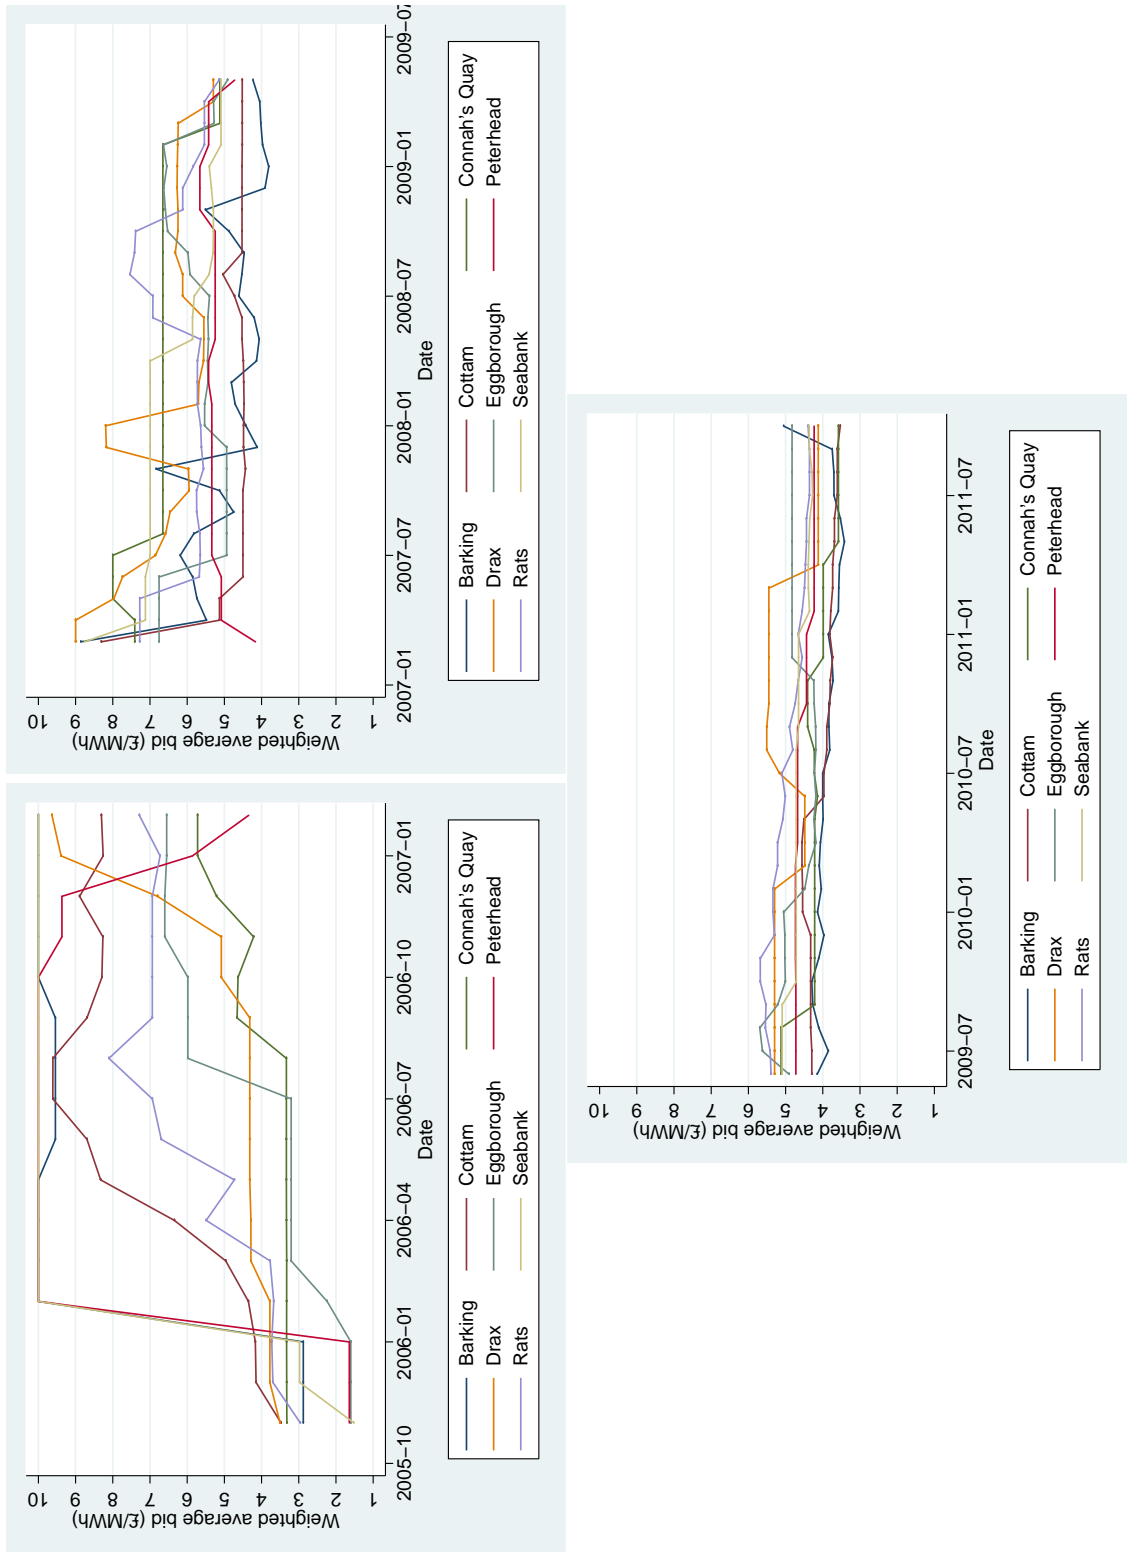 Weighted average bid (£/MWh)
10
9
8
7
6
5
4
3
2
1
2005−10 2006−01 2006−04 2006−07 2006−10 2007−01
Date
Barking Cottam Connah's Quay
Drax Eggborough Peterhead
Rats Seabank
Weighted average bid (£/MWh)
10
9
8
7
6
5
4
3
2
1
2007−01 2007−07 2008−01 2008−07 2009−01 2009−07
Date
Barking Cottam Connah's Quay
Drax Eggborough Peterhead
Rats Seabank
Weighted average bid (£/MWh)
10
9
8
7
6
5
4
3
2
1
2009−07 2010−01 2010−07 2011−01 2011−07
Date
Barking Cottam Connah's Quay
Drax Eggborough Peterhead
Rats Seabank